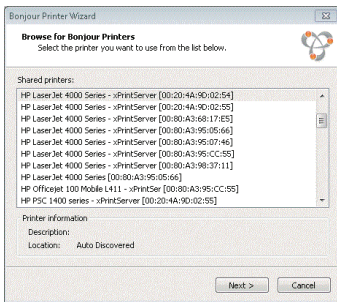 Bonjour Printer Wizard
Browse for Bonjour Printers
Select the printer you want to use from the list below.
Shared printers:
HP LaserJet 4000 Series - xPrintServer [00:20:4A:9D:02:54]
HP LaserJet 4000 Series - xPrintServer [00:20:4A:9D:02:55]
HP LaserJet 4000 Series - xPrintServer [00:80:A3:68:17:E5]
HP LaserJet 4000 Series - xPrintServer [00:80:A3:95:05:66]
HP LaserJet 4000 Series - xPrintServer [00:80:A3:95:07:46]
HP LaserJet 4000 Series - xPrintServer [00:80:A3:95:CC:55]
HP LaserJet 4000 Series - xPrintServer [00:80:A3:98:37:11]
HP LaserJet 4000 Series [00:80:A3:95:05:66]
HP Officejet 100 Mobile L411 - xPrintSer [00:80:A3:95:CC:55]
HP PSC 1400 series - xPrintServer [00:20:4A:9D:02:55]
Printer information
Description:
Location: Auto Discovered
Next >
Cancel